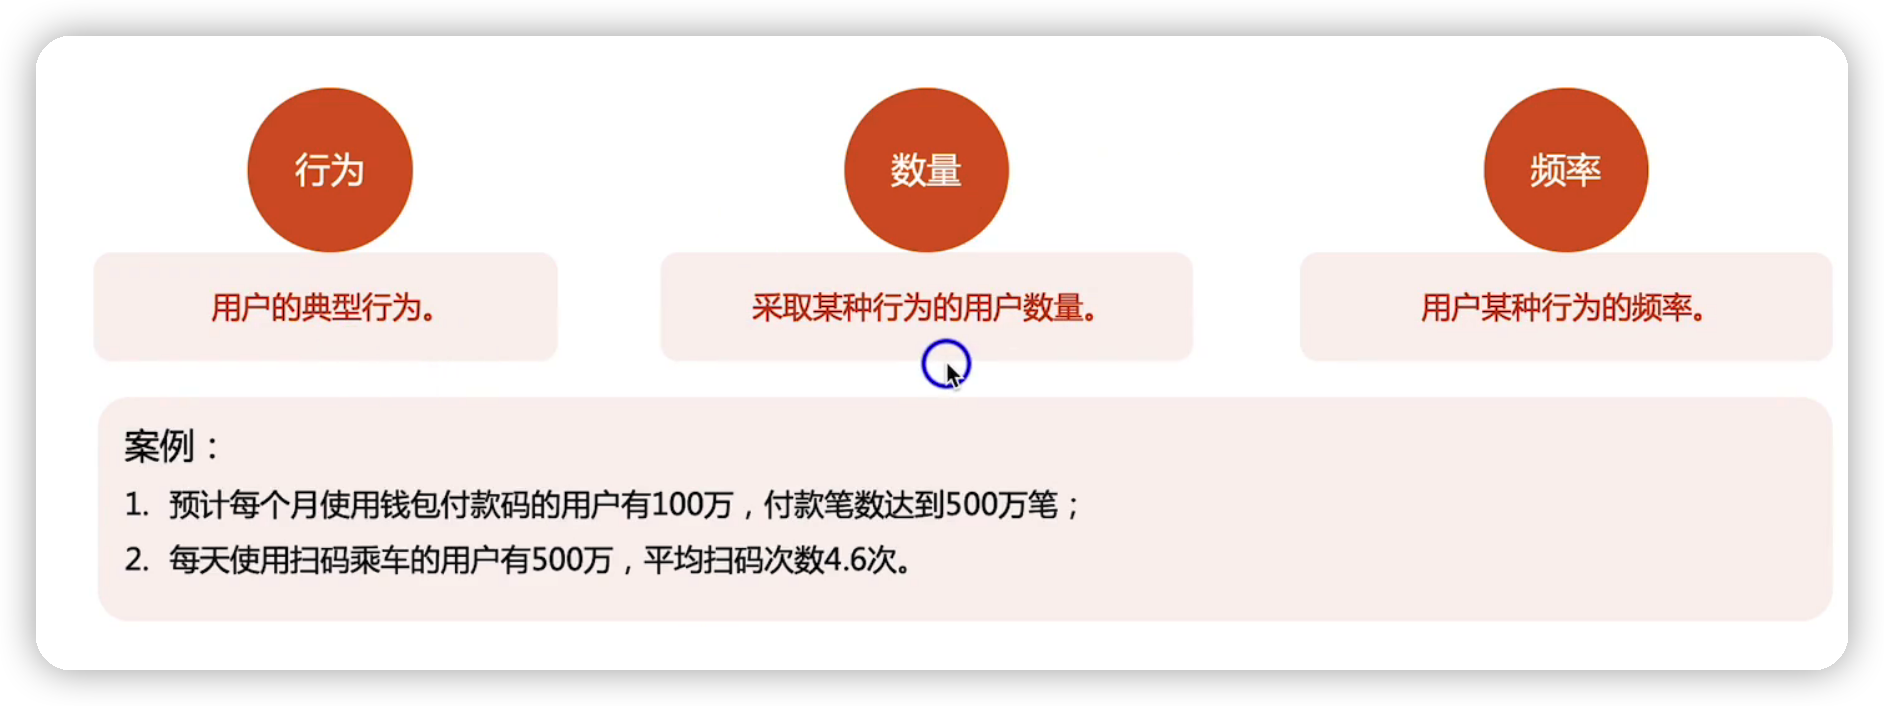 行为
数量
频率
用户的典型行为。
采取某种行为的用户数量。
用户某种行为的频率。
案例：
1. 预计每个月使用钱包付款码的用户有100万，付款笔数达到500万笔；
2. 每天使用扫码乘车的用户有500万，平均扫码次数4.6次。